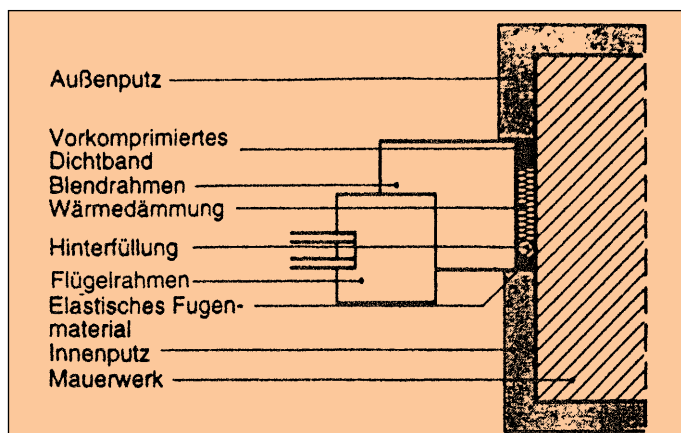 Außenputz
Vorkomprimiertes
Dichtband
Blendrahmen
Wärmedämmung
Hinterfüllung
Flügelrahmen
Elastisches Fugen-
material
Innenputz
Mauerwerk